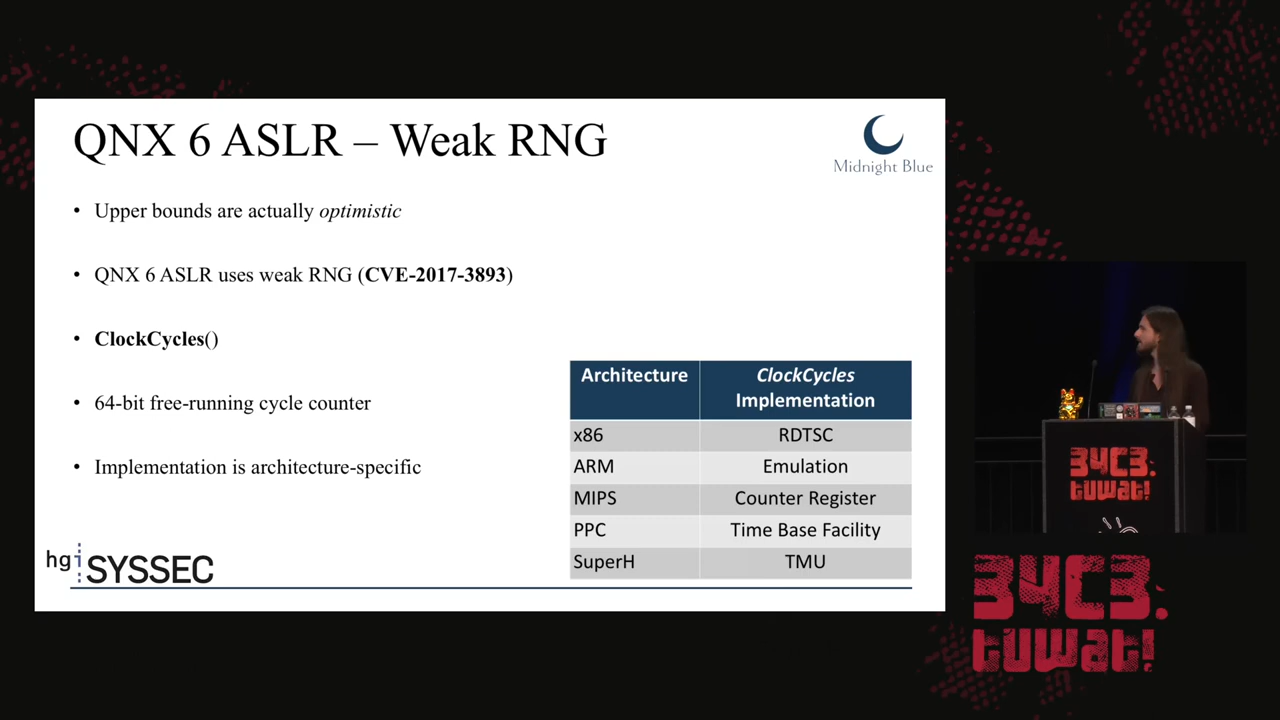 QNX 6 ASLR – Weak RNG
Midnight Blue
• Upper bounds are actually optimistic
• QNX 6 ASLR uses weak RNG (CVE-2017-3893)
• ClockCycles()
• 64-bit free-running cycle counter
• Implementation is architecture-specific
Architecture ClockCycles
Implementation
x86 RDTSC
ARM Emulation
MIPS Counter Register
PPC Time Base Facility
SuperH TMU
hgi SYSSEC
34C3.
tuwat!
34C3.
tuwat!